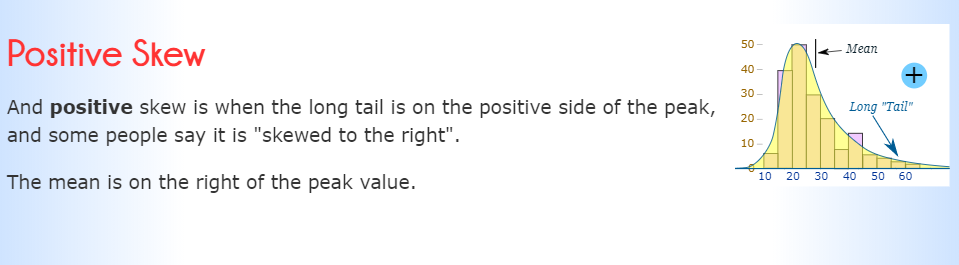 Positive Skew
And positive skew is when the long tail is on the positive side of the peak,
and some people say it is "skewed to the right".
The mean is on the right of the peak value.
50
40
30
20
10
0
Mean
+
Long "Tail"
10 20 30 40 50 60